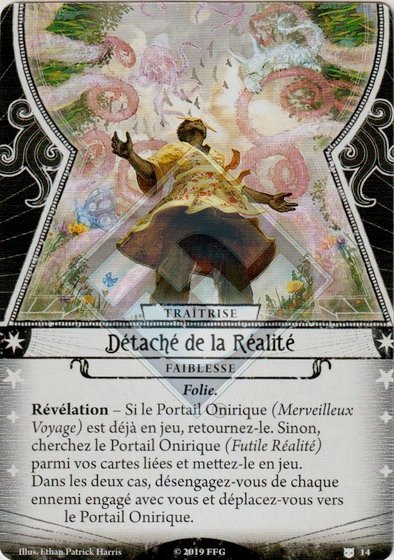 TRAÎTRISE
Détaché de la Réalité
FAIBLESSE
Folie.
Révélation – Si le Portail Onirique (Merveilleux
Voyage) est déjà en jeu, retournez-le. Sinon,
cherchez le Portail Onirique (Futile Réalité)
parmi vos cartes liées et mettez-le en jeu.
Dans les deux cas, désengagez-vous de chaque
ennemi engagé avec vous et déplacez-vous vers
le Portail Onirique.
Illus. Ethan Patrick Harris © 2019 FFG 14